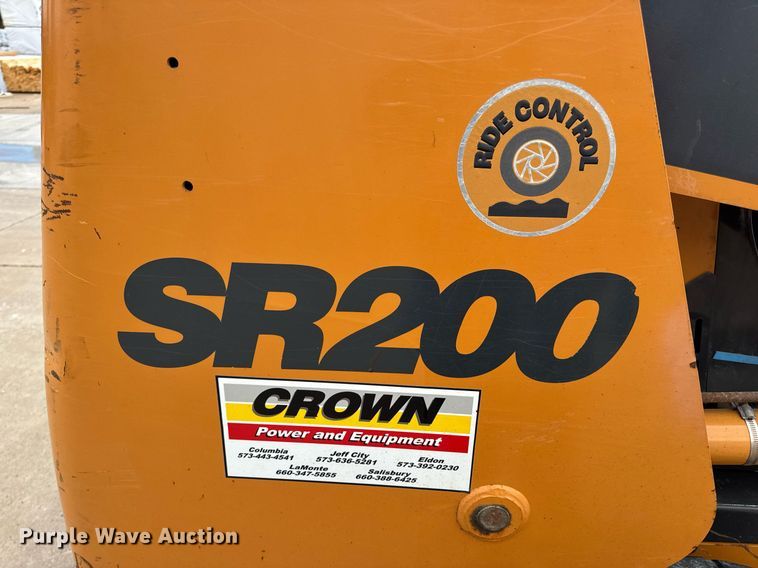 RIDE CONTROL
SR200
CROWN
Power and Equipment
Columbia
573-443-4541
Jeff City
573-636-5281
Eldon
573-392-0230
LaMonte
660-347-5855
Salisbury
660-388-6425
Purple Wave Auction